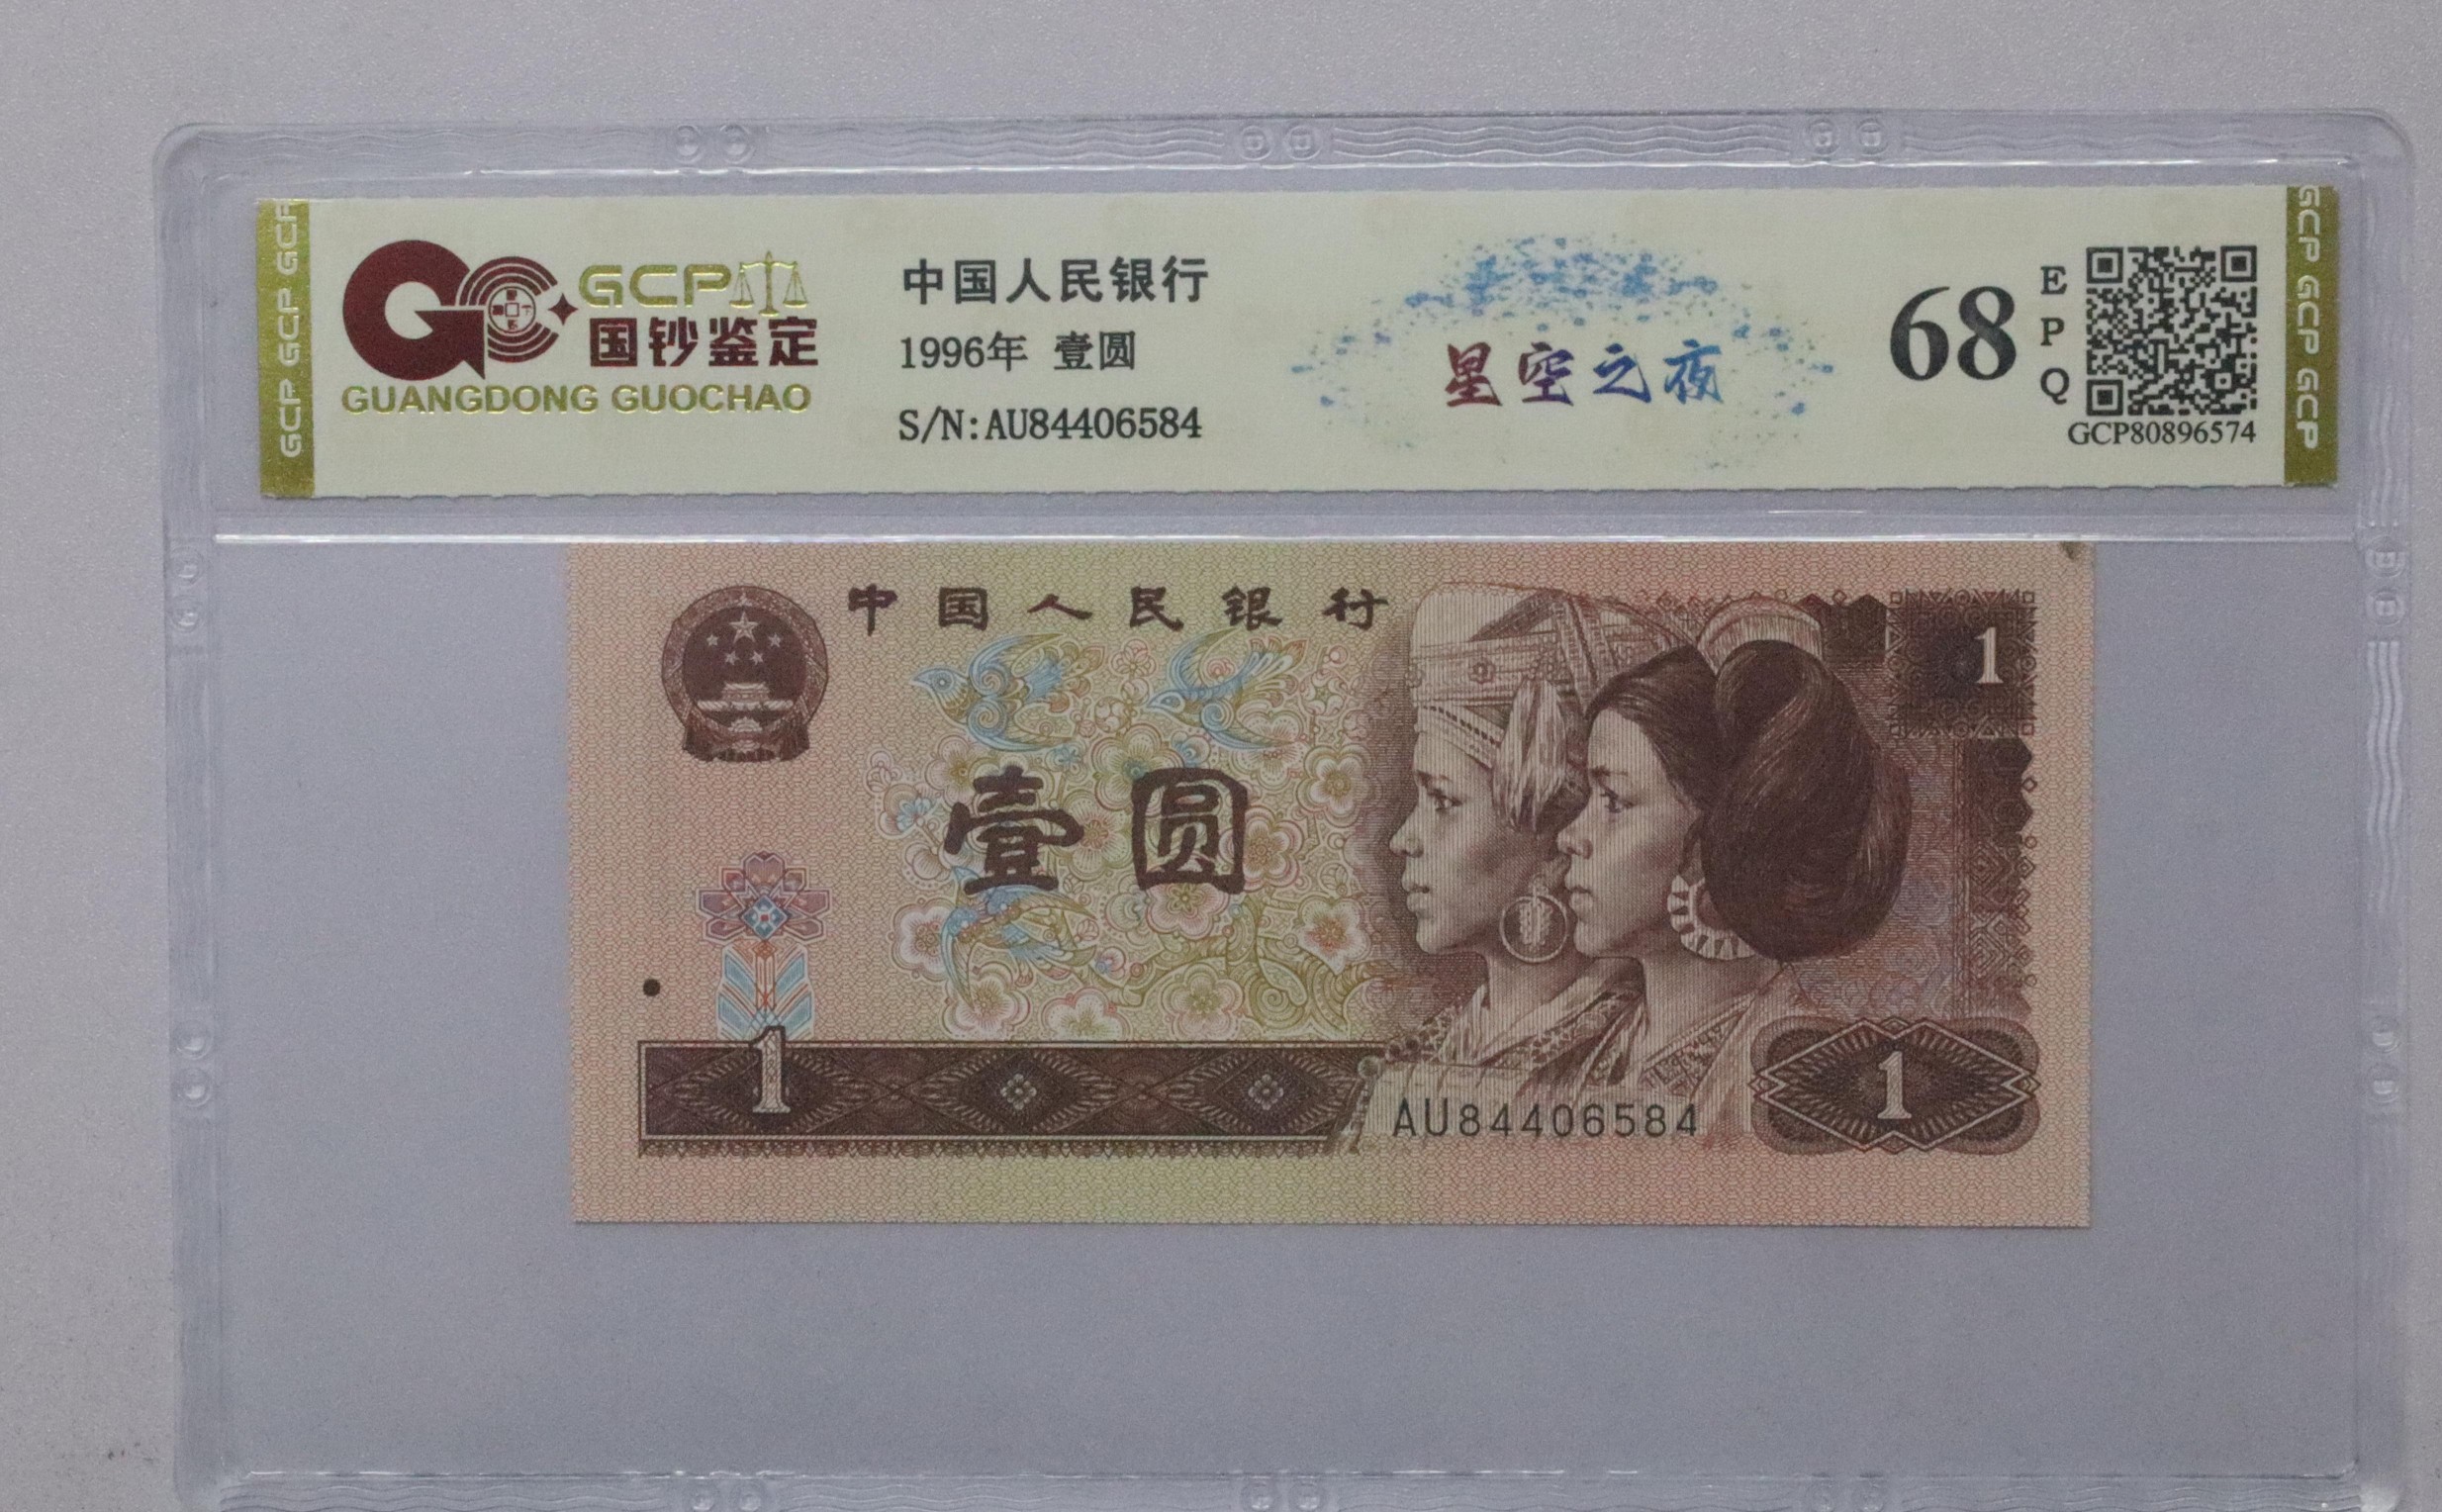 GCP
国钞鉴定
GUANGDONG GUOCHAO
中国人民银行
1996年 壹圆
S/N:AU84406584
星空之夜
68
E
P
Q
GCP80896574
GCP GCP GCP
GCP GCP GCP
中国人民银行
1
壹圆
1
AU84406584
1